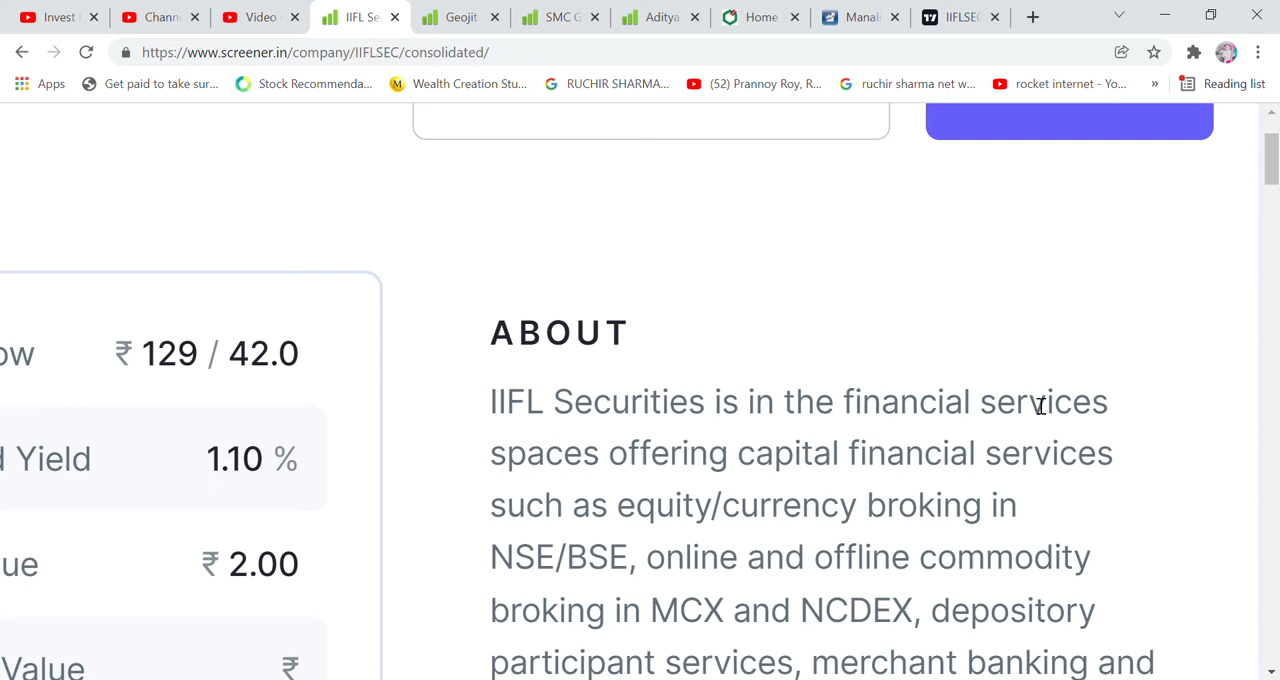 Invest Chann Video IIFL Se Geojit SMC G Aditya Home Manali IIFLSEC
https://www.screener.in/company/IIFLSEC/consolidated/
Apps Get paid to take sur... Stock Recommenda... Wealth Creation Stu... RUCHIR SHARMA... (52) Prannoy Roy, R... ruchir sharma net w... rocket internet - Yo... » Reading list
ABOUT
ow ₹ 129 / 42.0
IIFL Securities is in the financial services
d Yield 1.10 %
spaces offering capital financial services
such as equity/currency broking in
ue ₹ 2.00
NSE/BSE, online and offline commodity
broking in MCX and NCDEX, depository
Value ₹
participant services, merchant banking and